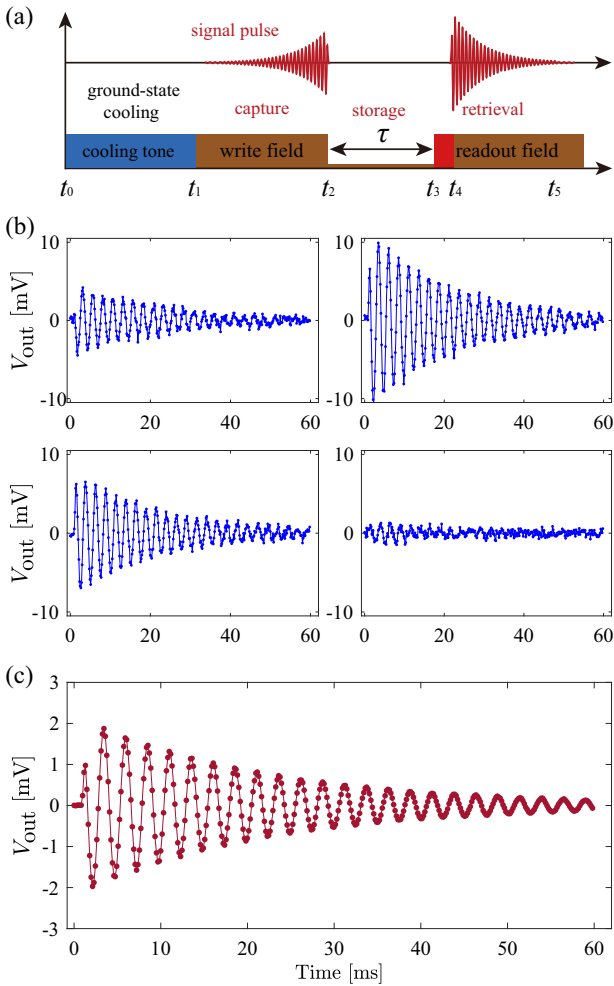 (a)
signal pulse
ground-state
cooling
capture
storage
retrieval
cooling tone
write field
τ
readout field
t0
t1
t2
t3
t4
t5
(b)
10
0
-10
Vout [mV]
0
20
40
60
10
0
-10
0
20
40
60
10
0
-10
Vout [mV]
0
20
40
60
10
0
-10
0
20
40
60
(c)
3
2
1
0
-1
-2
-3
Vout [mV]
0
10
20
30
40
50
60
Time [ms]